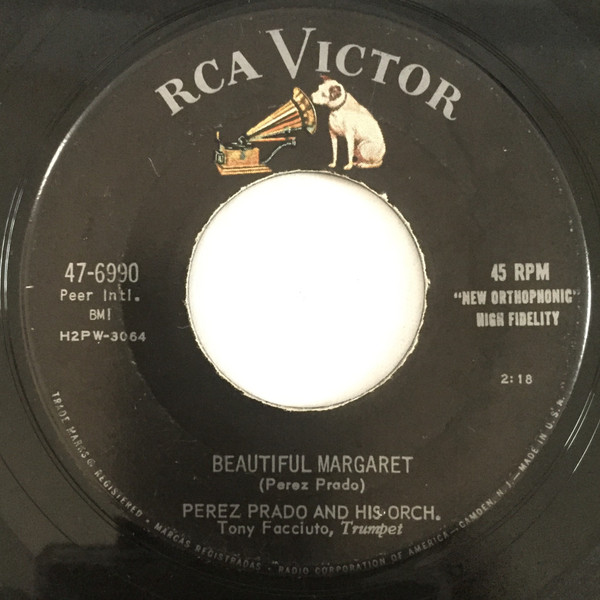 RCA VICTOR
47-6990
Peer Intl.
BMI
H2PW-3064
45 RPM
"NEW ORTHOPHONIC"
HIGH FIDELITY
2:18
BEAUTIFUL MARGARET
(Perez Prado)
PEREZ PRADO AND HIS ORCH.
Tony Facciuto, Trumpet
TRADE MARKS ® REGISTERED • MARCAS REGISTRADAS • RADIO CORPORATION OF AMERICA—CAMDEN, N. J.—MADE IN U.S.A.